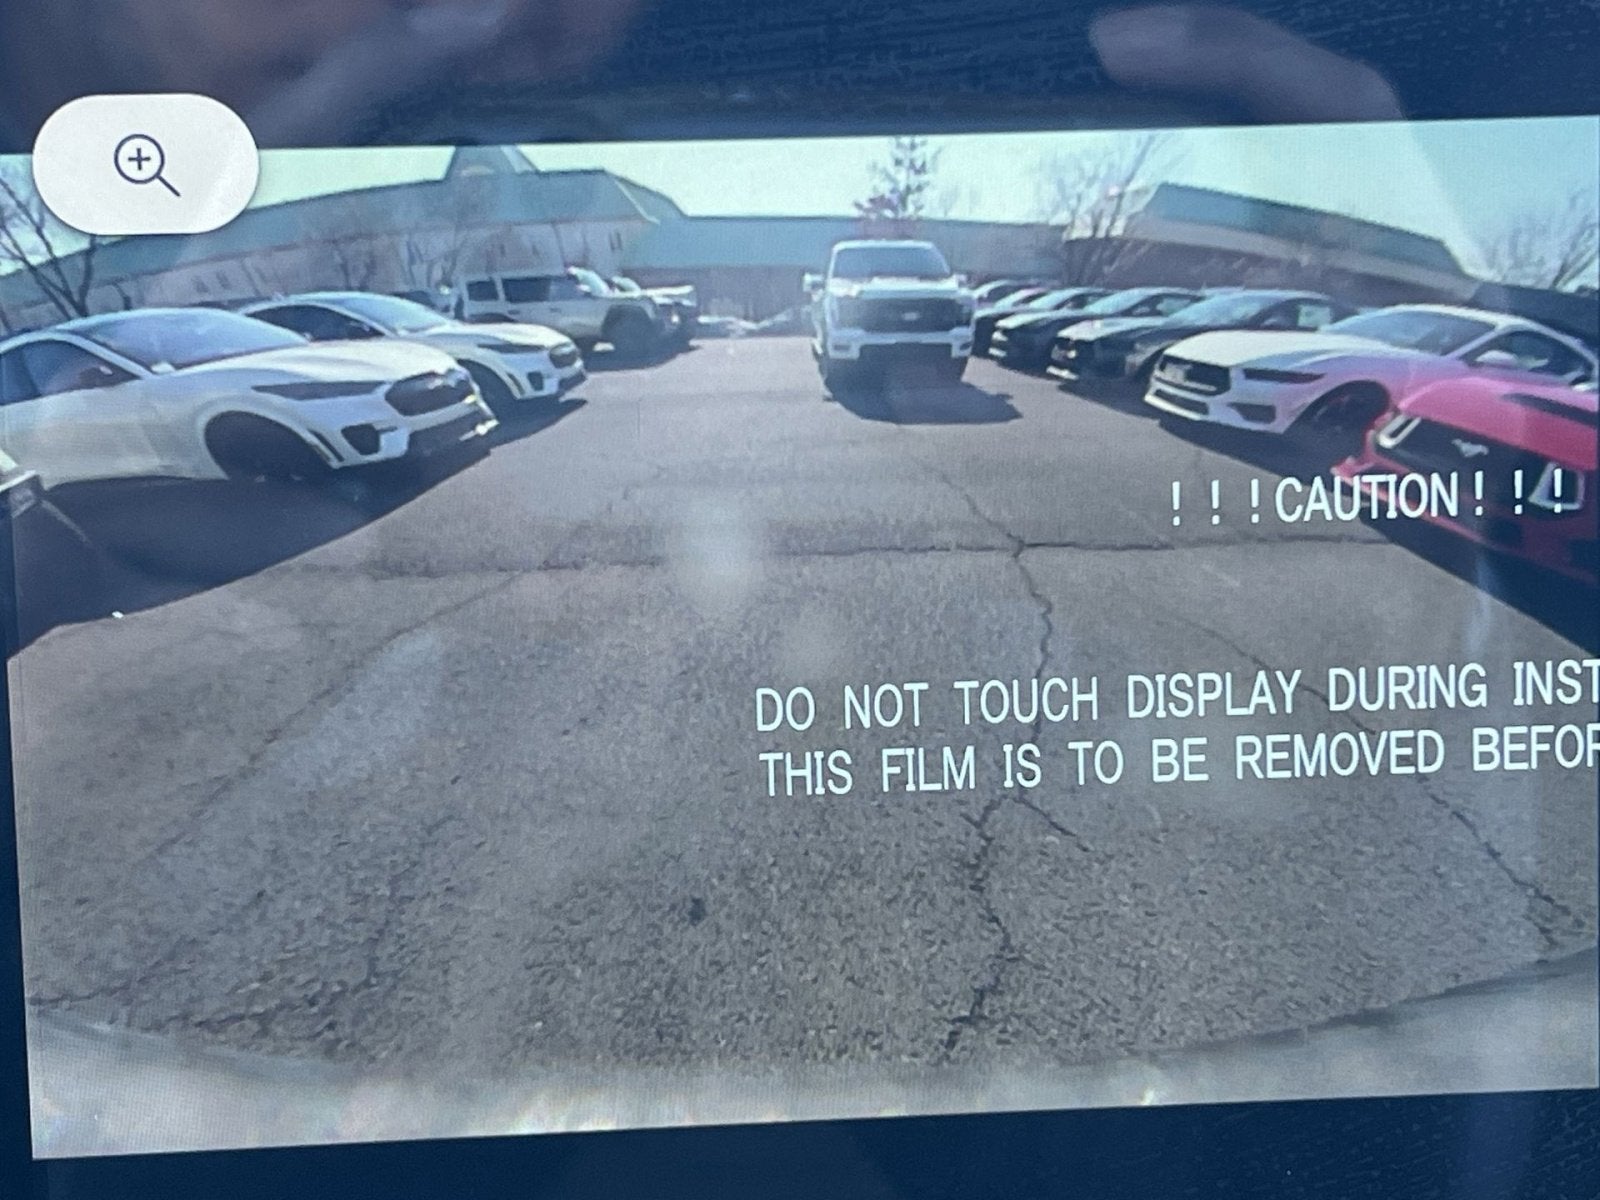 !!!CAUTION!!!
DO NOT TOUCH DISPLAY DURING INST
THIS FILM IS TO BE REMOVED BEFOR